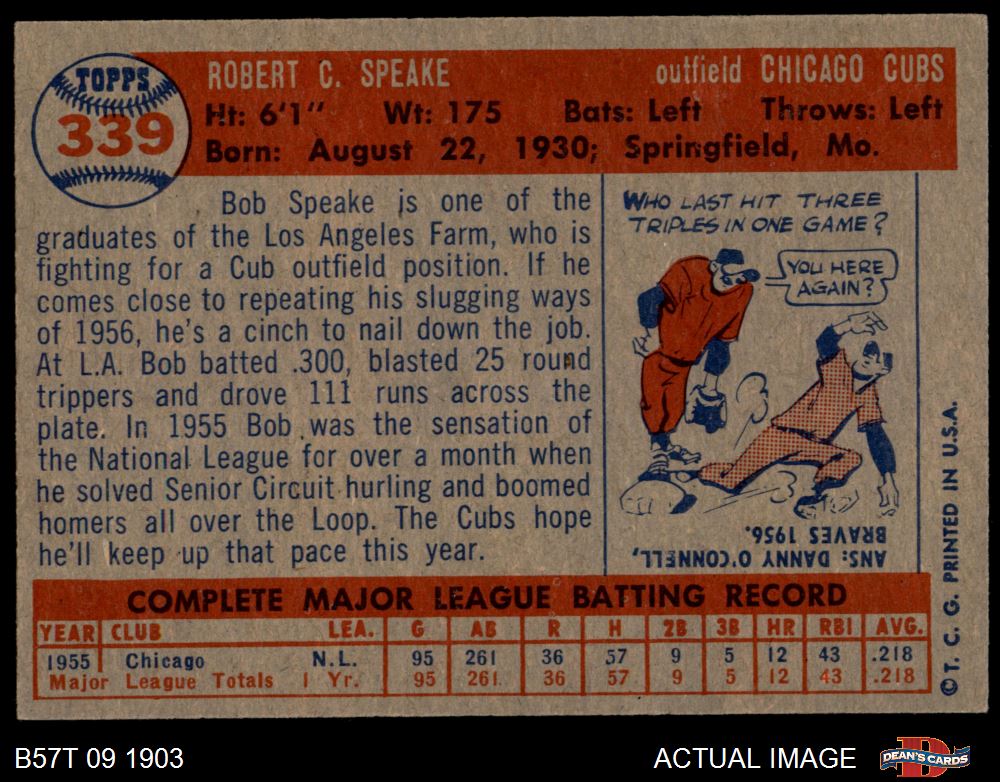 TOPPS
339
ROBERT C. SPEAKE
outfield CHICAGO CUBS
Ht: 6'1" Wt: 175 Bats: Left Throws: Left
Born: August 22, 1930; Springfield, Mo.
Bob Speake is one of the
graduates of the Los Angeles Farm, who is
fighting for a Cub outfield position. If he
comes close to repeating his slugging ways
of 1956, he's a cinch to nail down the job.
At L.A. Bob batted .300, blasted 25 round
trippers and drove 111 runs across the
plate. In 1955 Bob was the sensation of
the National League for over a month when
he solved Senior Circuit hurling and boomed
homers all over the Loop. The Cubs hope
he'll keep up that pace this year.
WHO LAST HIT THREE
TRIPLES IN ONE GAME?
YOU HERE
AGAIN?
ANS: DANNY O'CONNELL,
BRAVES 1956.
COMPLETE MAJOR LEAGUE BATTING RECORD
YEAR CLUB LEA. G AB R H 2B 3B HR RBI AVG.
1955 Chicago N.L. 95 261 36 57 9 5 12 43 .218
Major League Totals 1 Yr. 95 261 36 57 9 5 12 43 .218
© T. C. G. PRINTED IN U.S.A.
B57T 09 1903
ACTUAL IMAGE
DEAN'S CARDS